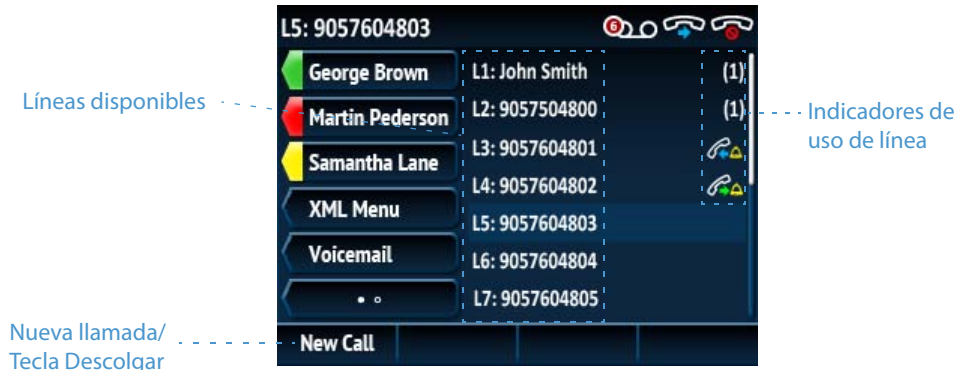 L5: 9057604803
6
George Brown
L1: John Smith (1)
Líneas disponibles
Martin Pederson
L2: 9057504800 (1)
Indicadores de
uso de línea
Samantha Lane
L3: 9057604801
L4: 9057604802
XML Menu
L5: 9057604803
Voicemail
L6: 9057604804
L7: 9057604805
Nueva llamada/
Tecla Descolgar
New Call